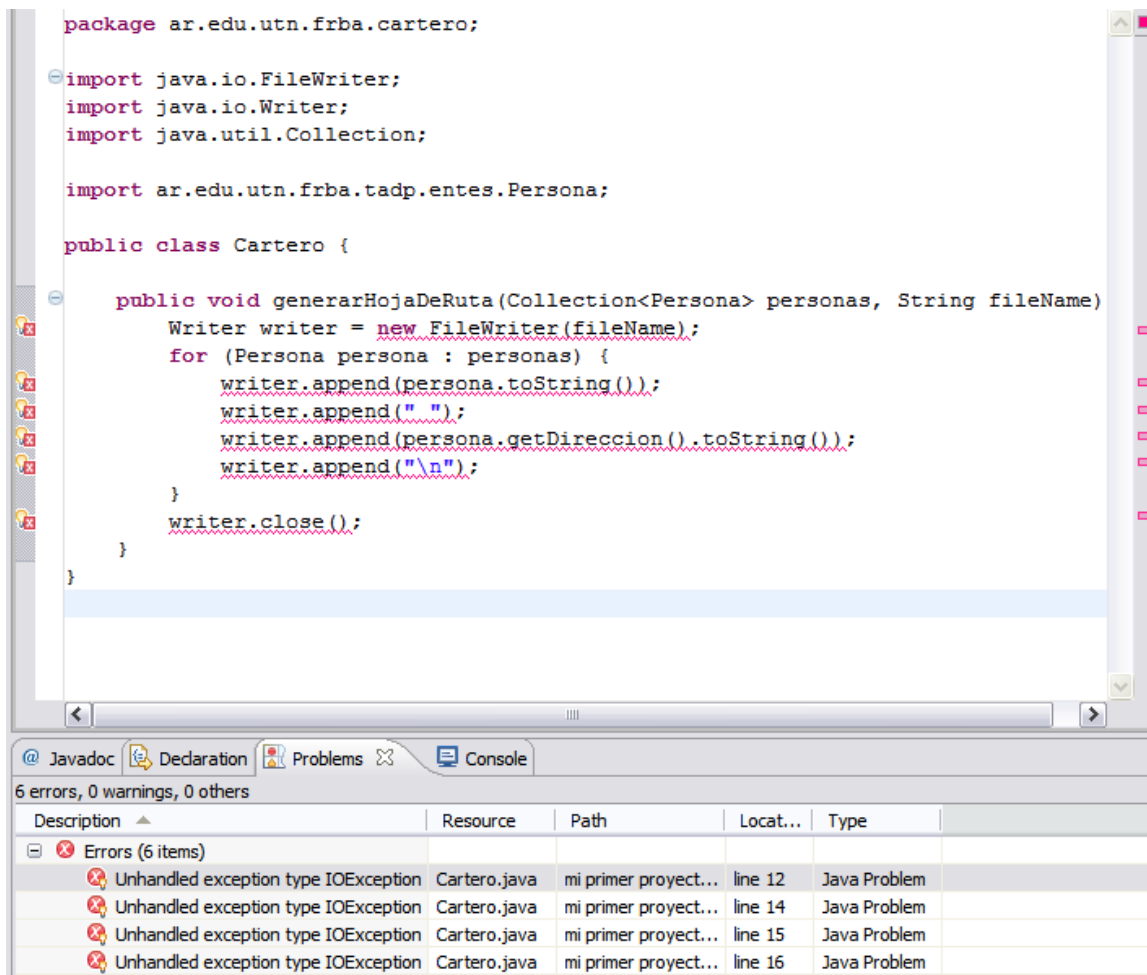 package ar.edu.utn.frba.cartero;
import java.io.FileWriter;
import java.io.Writer;
import java.util.Collection;
import ar.edu.utn.frba.tadp.entes.Persona;
public class Cartero {
public void generarHojaDeRuta(Collection<Persona> personas, String fileName)
Writer writer = new FileWriter(fileName);
for (Persona persona : personas) {
writer.append(persona.toString());
writer.append(" ");
writer.append(persona.getDireccion().toString());
writer.append("\n");
}
writer.close();
}
}
@ Javadoc Declaration Problems Console
6 errors, 0 warnings, 0 others
Description Resource Path Locat... Type
Errors (6 items)
Unhandled exception type IOException Cartero.java mi primer proyect... line 12 Java Problem
Unhandled exception type IOException Cartero.java mi primer proyect... line 14 Java Problem
Unhandled exception type IOException Cartero.java mi primer proyect... line 15 Java Problem
Unhandled exception type IOException Cartero.java mi primer proyect... line 16 Java Problem